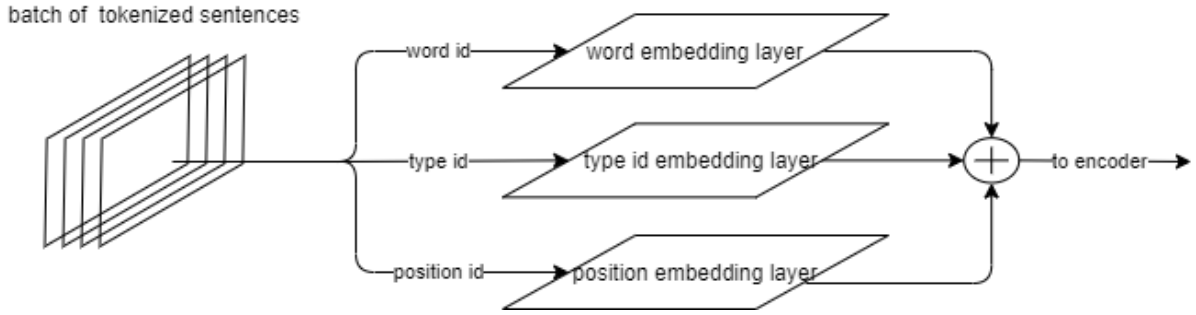 batch of tokenized sentences
word id
word embedding layer
type id
type id embedding layer
to encoder
position id
position embedding layer